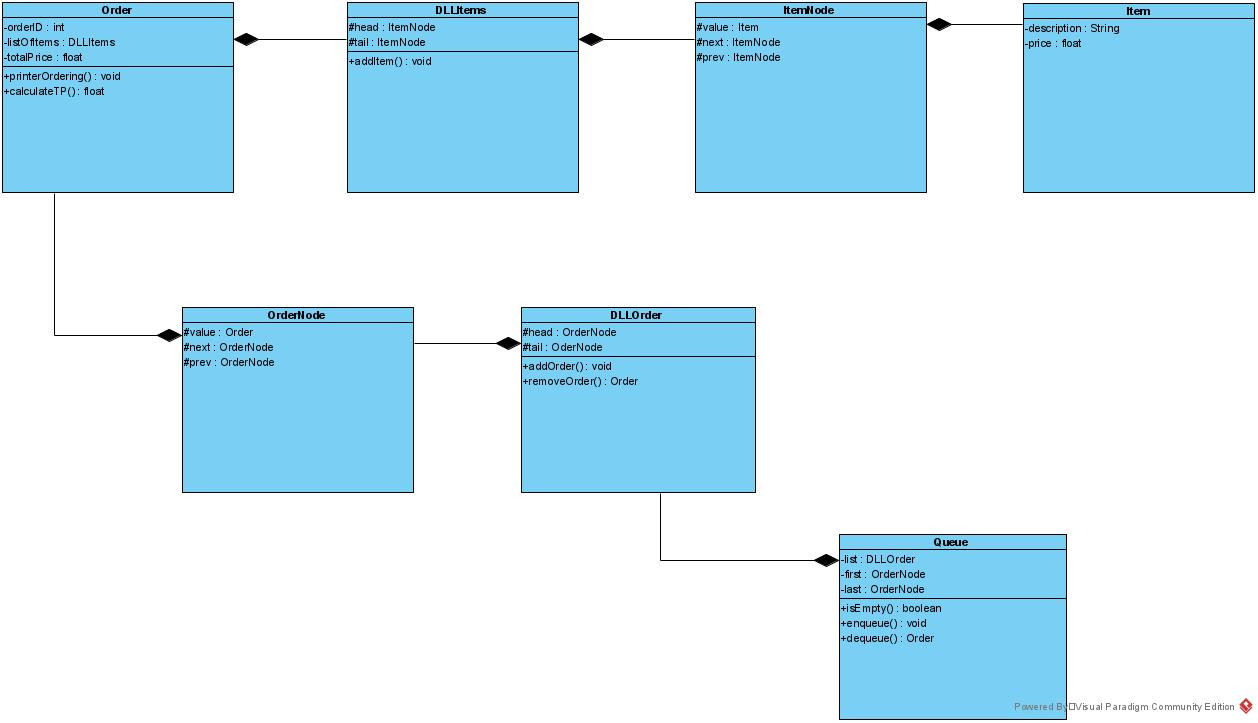 Order
-orderID : int
-listOfItems : DLLItems
-totalPrice : float
+printerOrdering() : void
+calculateTP() : float
DLLItems
#head : ItemNode
#tail : ItemNode
+addItem() : void
ItemNode
#value : Item
#next : ItemNode
#prev : ItemNode
Item
-description : String
-price : float
OrderNode
#value : Order
#next : OrderNode
#prev : OrderNode
DLLOrder
#head : OrderNode
#tail : OderNode
+addOrder() : void
+removeOrder() : Order
Queue
-list : DLLOrder
-first : OrderNode
-last : OrderNode
+isEmpty() : boolean
+enqueue() : void
+dequeue() : Order
Powered By Visual Paradigm Community Edition